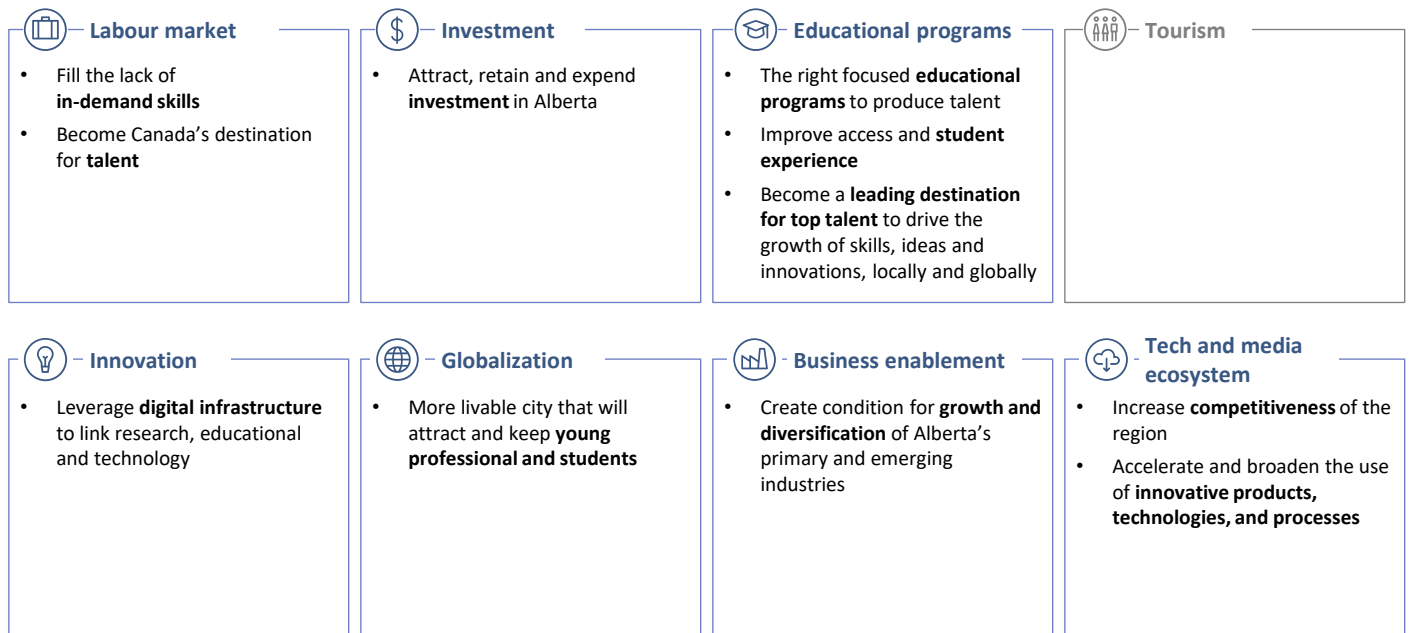 Labour market
• Fill the lack of
in-demand skills
• Become Canada's destination
for talent
Investment
• Attract, retain and expend
investment in Alberta
Educational programs
• The right focused educational
programs to produce talent
• Improve access and student
experience
• Become a leading destination
for top talent to drive the
growth of skills, ideas and
innovations, locally and globally
Tourism
Innovation
• Leverage digital infrastructure
to link research, educational
and technology
Globalization
• More livable city that will
attract and keep young
professional and students
Business enablement
• Create condition for growth and
diversification of Alberta's
primary and emerging
industries
Tech and media
ecosystem
• Increase competitiveness of the
region
• Accelerate and broaden the use
of innovative products,
technologies, and processes